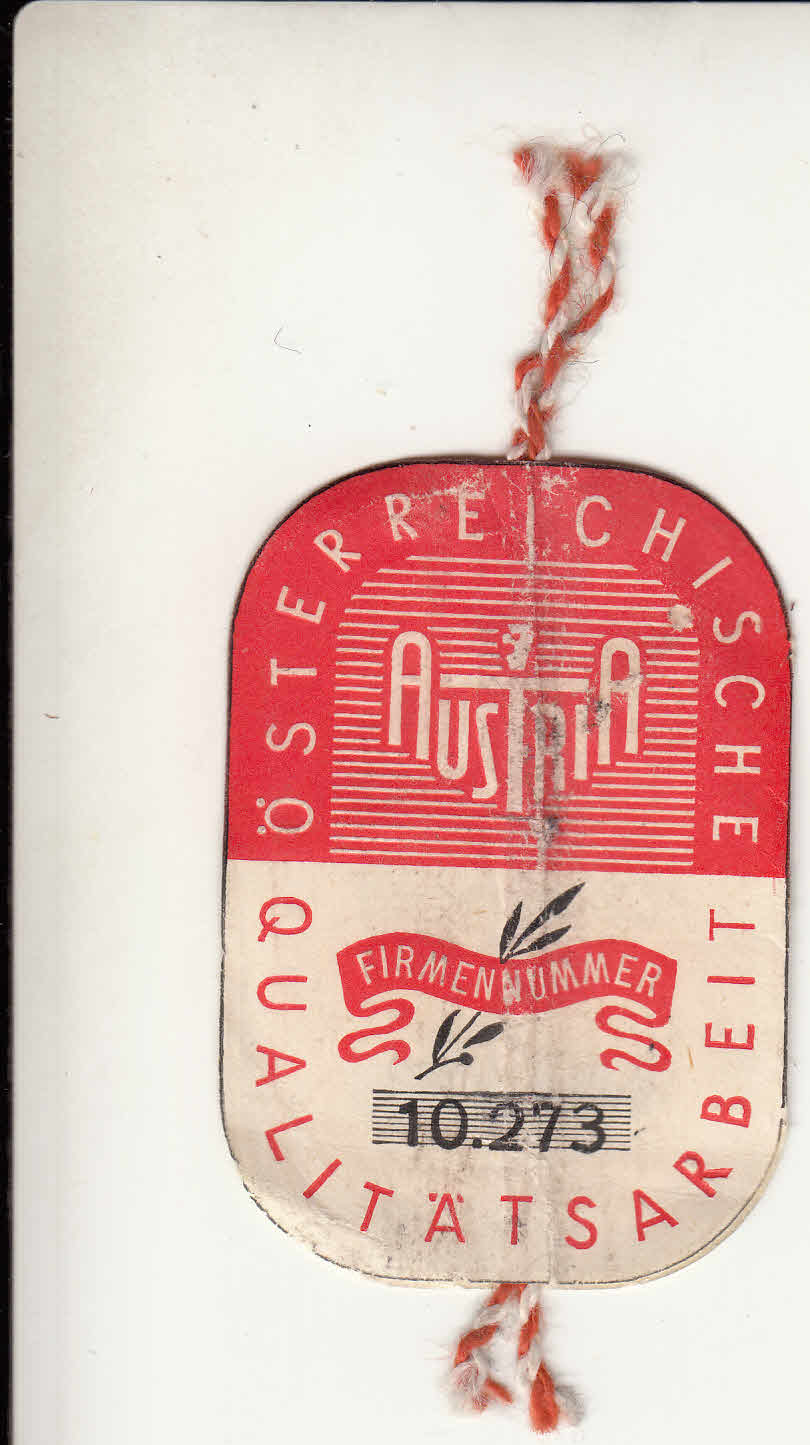 ÖSTERREICHISCHE
AUSTRIA
FIRMENNUMMER
10.273
QUALITÄTSARBEIT